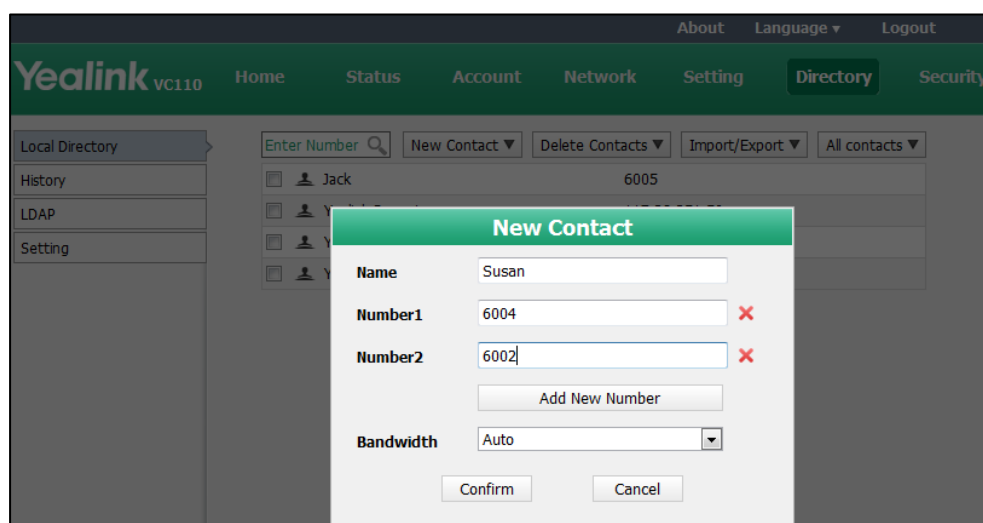 About Language ▼ Logout
Yealink VC110 Home Status Account Network Setting Directory Security
Local Directory
Enter Number New Contact ▼ Delete Contacts ▼ Import/Export ▼ All contacts ▼
History
Jack 6005
LDAP
Setting
New Contact
Name Susan
Number1 6004
Number2 6002
Add New Number
Bandwidth Auto
Confirm Cancel